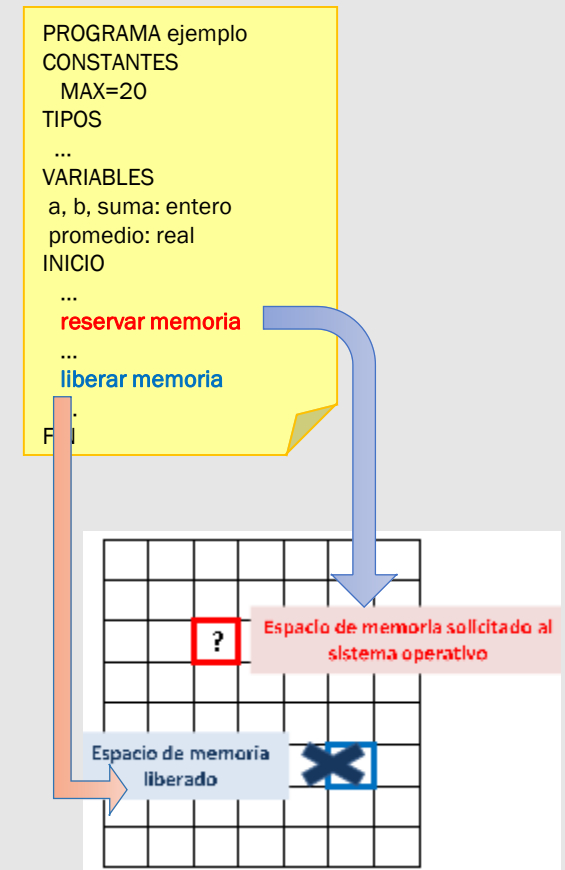 PROGRAMA ejemplo
CONSTANTES
MAX=20
TIPOS
...
VARIABLES
a, b, suma: entero
promedio: real
INICIO
...
reservar memoria
...
liberar memoria
...
?
Espacio de memoria solicitado al
sistema operativo
Espacio de memoria
liberado